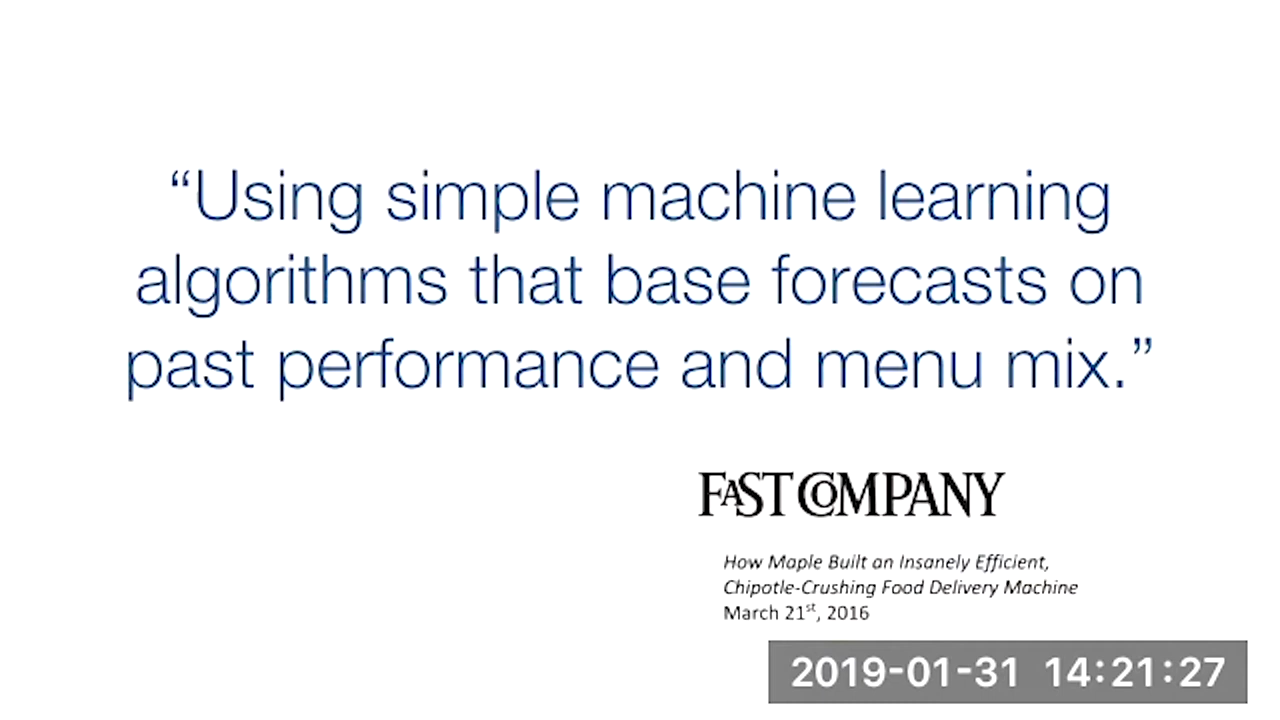 “Using simple machine learning
algorithms that base forecasts on
past performance and menu mix.”
FAST COMPANY
How Maple Built an Insanely Efficient,
Chipotle-Crushing Food Delivery Machine
March 21st, 2016
2019-01-31 14:21:27